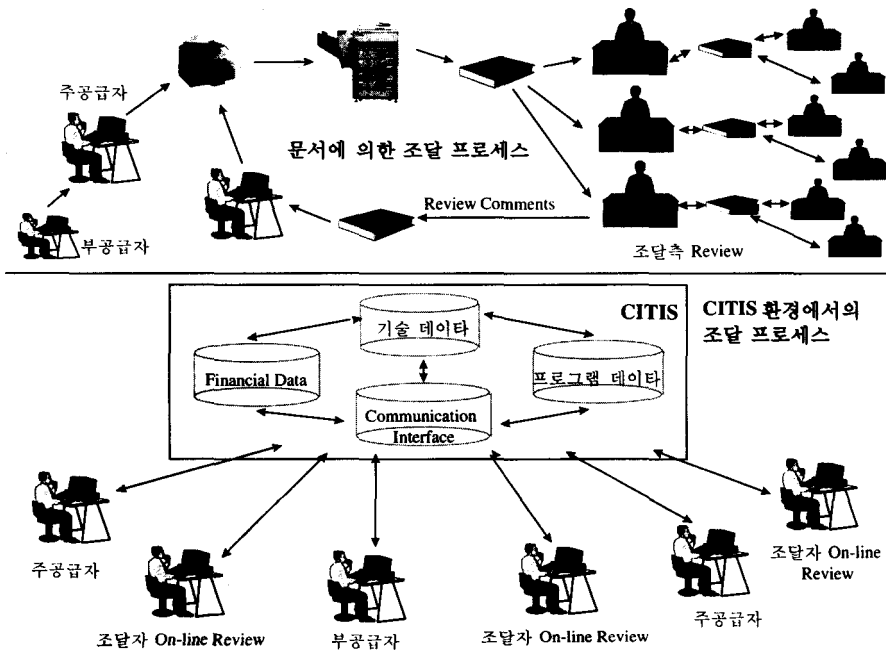 주공급자
문서에 의한 조달 프로세스
Review Comments
부공급자
조달측 Review
CITIS
CITIS 환경에서의
조달 프로세스
기술 데이타
Financial Data
프로그램 데이타
Communication
Interface
주공급자
조달자 On-line Review
부공급자
조달자 On-line Review
주공급자
조달자 On-line
Review